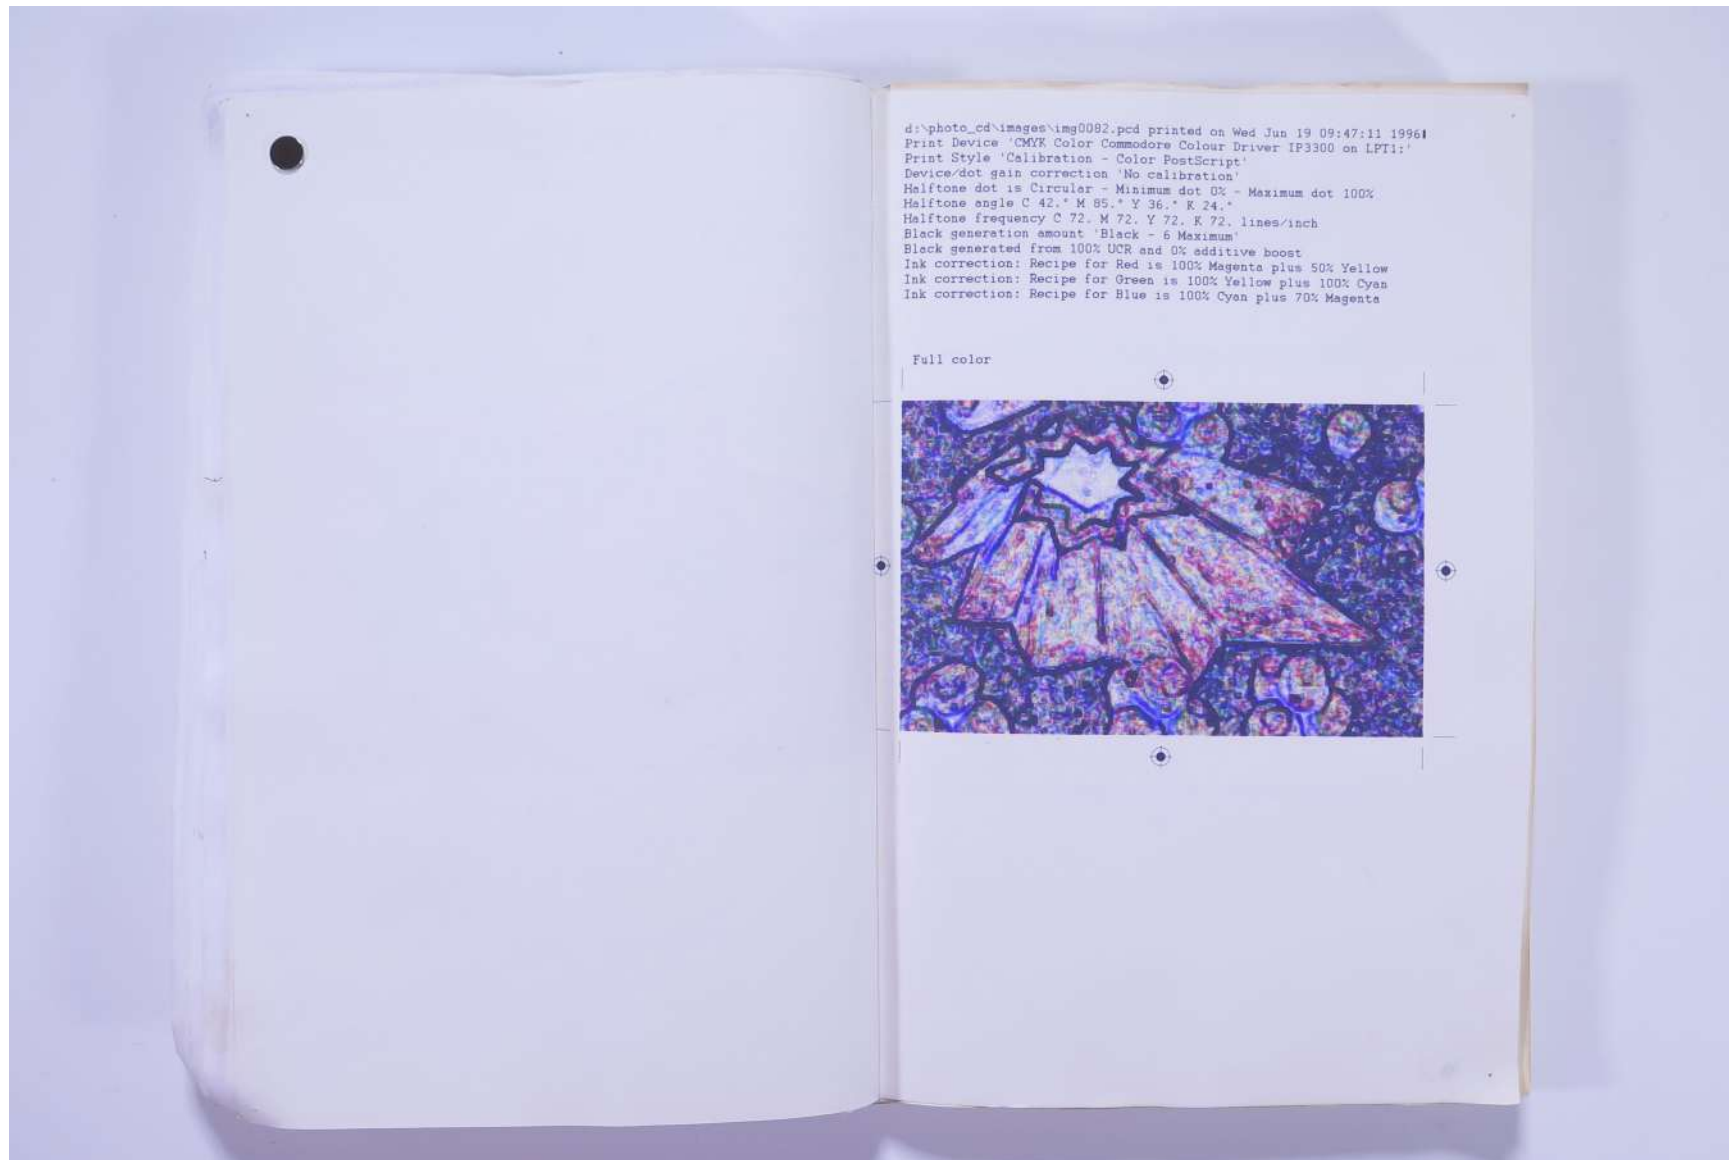 d:\photo_cd\images\img0082.pcd printed on Wed Jun 19 09:47:11 1996
Print Device 'CMYK Color Commodore Colour Driver IP3300 on LPT1:'
Print Style 'Calibration - Color PostScript'
Device/dot gain correction 'No calibration'
Halftone dot is Circular - Minimum dot 0% - Maximum dot 100%
Halftone angle C 42.° M 85.° Y 36.° K 24.°
Halftone frequency C 72. M 72. Y 72. K 72. lines/inch
Black generation amount 'Black - 6 Maximum'
Black generated from 100% UCR and 0% additive boost
Ink correction: Recipe for Red is 100% Magenta plus 50% Yellow
Ink correction: Recipe for Green is 100% Yellow plus 100% Cyan
Ink correction: Recipe for Blue is 100% Cyan plus 70% Magenta
Full color